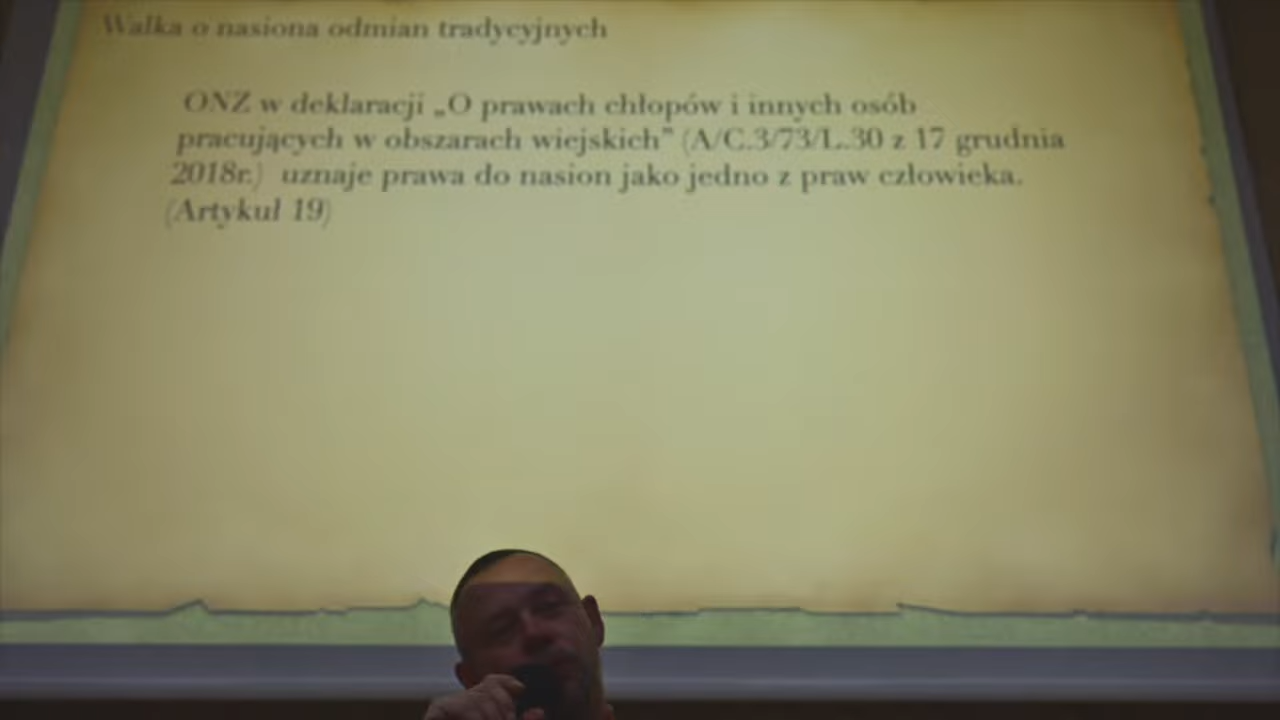 Walka o nasiona odmian tradycyjnych
ONZ w deklaracji „O prawach chłopów i innych osób
pracujących w obszarach wiejskich” (A/C.3/73/L.30 z 17 grudnia
2018r.) uznaje prawa do nasion jako jedno z praw człowieka.
(Artykuł 19)